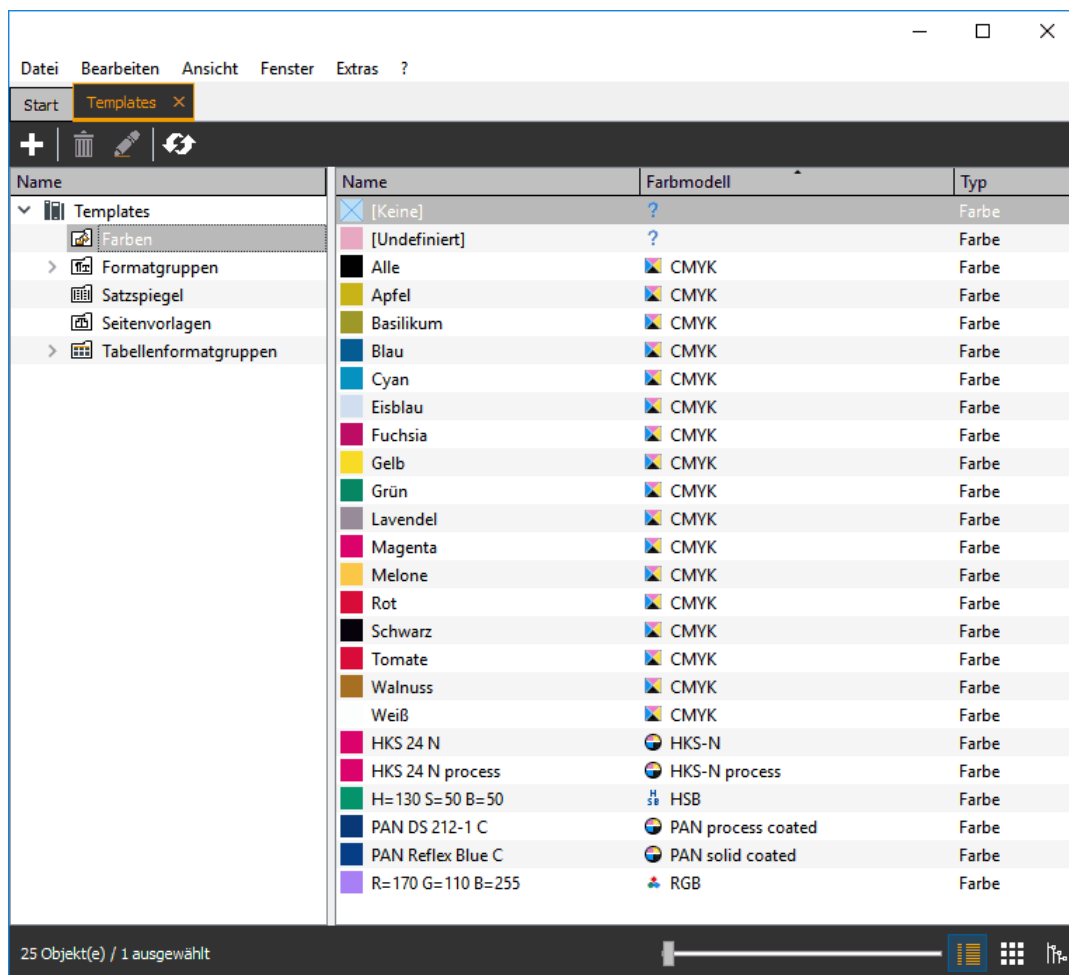 Datei Bearbeiten Ansicht Fenster Extras ?
Start Templates
Name
Templates
Farben
Formatgruppen
Satzspiegel
Seitenvorlagen
Tabellenformatgruppen
Name Farbmodell Typ
[Keine] ? Farbe
[Undefiniert] ? Farbe
Alle CMYK Farbe
Apfel CMYK Farbe
Basilikum CMYK Farbe
Blau CMYK Farbe
Cyan CMYK Farbe
Eisblau CMYK Farbe
Fuchsia CMYK Farbe
Gelb CMYK Farbe
Grün CMYK Farbe
Lavendel CMYK Farbe
Magenta CMYK Farbe
Melone CMYK Farbe
Rot CMYK Farbe
Schwarz CMYK Farbe
Tomate CMYK Farbe
Walnuss CMYK Farbe
Weiß CMYK Farbe
HKS 24 N HKS-N Farbe
HKS 24 N process HKS-N process Farbe
H=130 S=50 B=50 HSB Farbe
PAN DS 212-1 C PAN process coated Farbe
PAN Reflex Blue C PAN solid coated Farbe
R=170 G=110 B=255 RGB Farbe
25 Objekt(e) / 1 ausgewählt